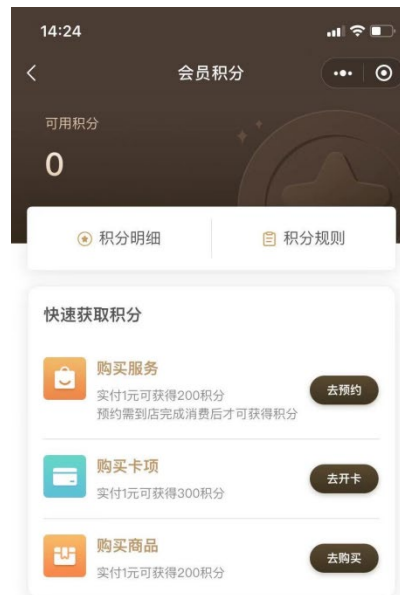 14:24
会员积分
可用积分
0
积分明细
积分规则
快速获取积分
购买服务
实付1元可获得200积分
预约需到店完成消费后才可获得积分
去预约
购买卡项
实付1元可获得300积分
去开卡
购买商品
实付1元可获得200积分
去购买